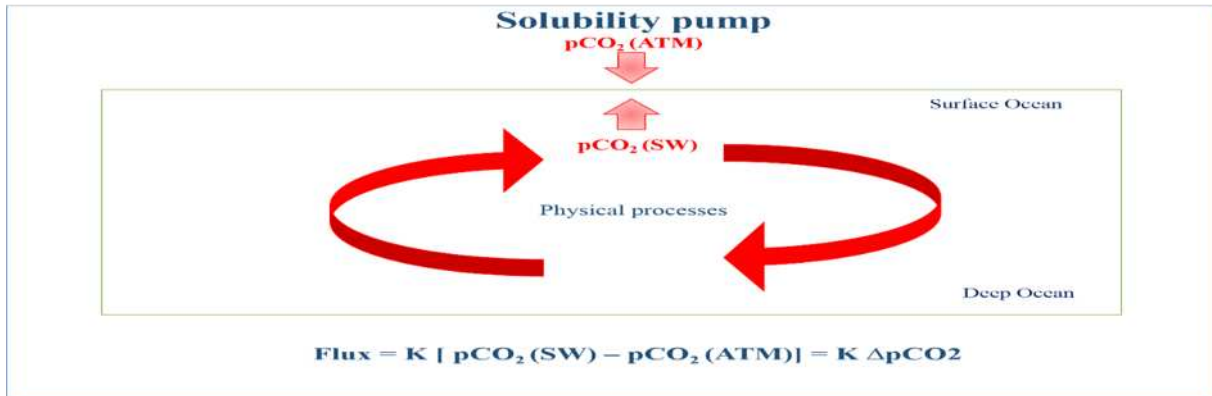 Solubility pump
pCO₂ (ATM)
Surface Ocean
pCO₂ (SW)
Physical processes
Deep Ocean
Flux = K [ pCO₂ (SW) – pCO₂ (ATM)] = K ΔpCO2